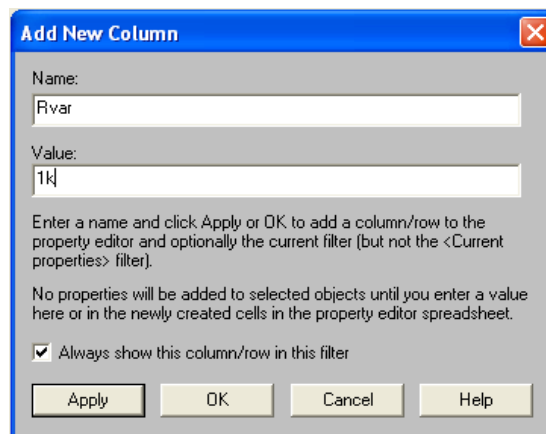 Add New Column
Name:
Rvar
Value:
1k
Enter a name and click Apply or OK to add a column/row to the
property editor and optionally the current filter (but not the <Current
properties> filter).
No properties will be added to selected objects until you enter a value
here or in the newly created cells in the property editor spreadsheet.
Always show this column/row in this filter
Apply OK Cancel Help